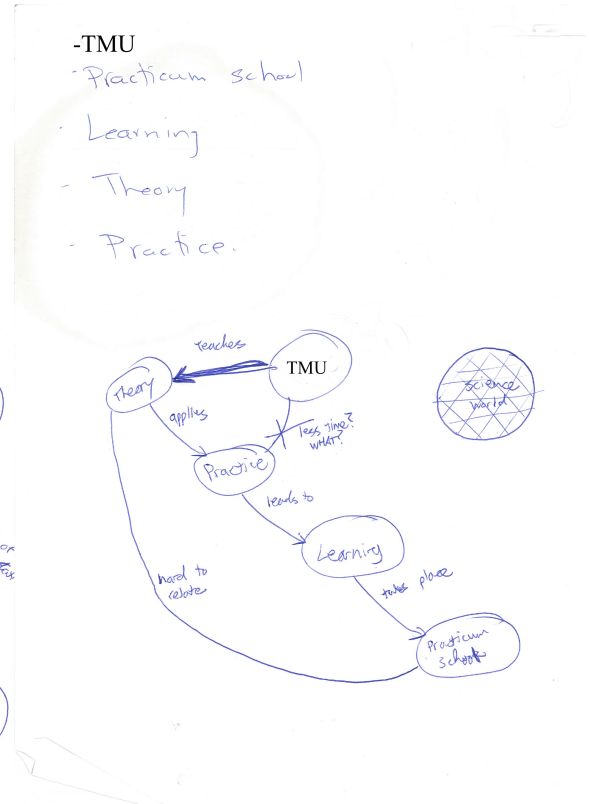 -TMU
- Practicum school
- Learning
- Theory
- Practice.
teaches
TMU
Theory
science
world
applies
less time?
WHAT?
Practice
leads to
Learning
hard to
relate
takes place
Practicum
school